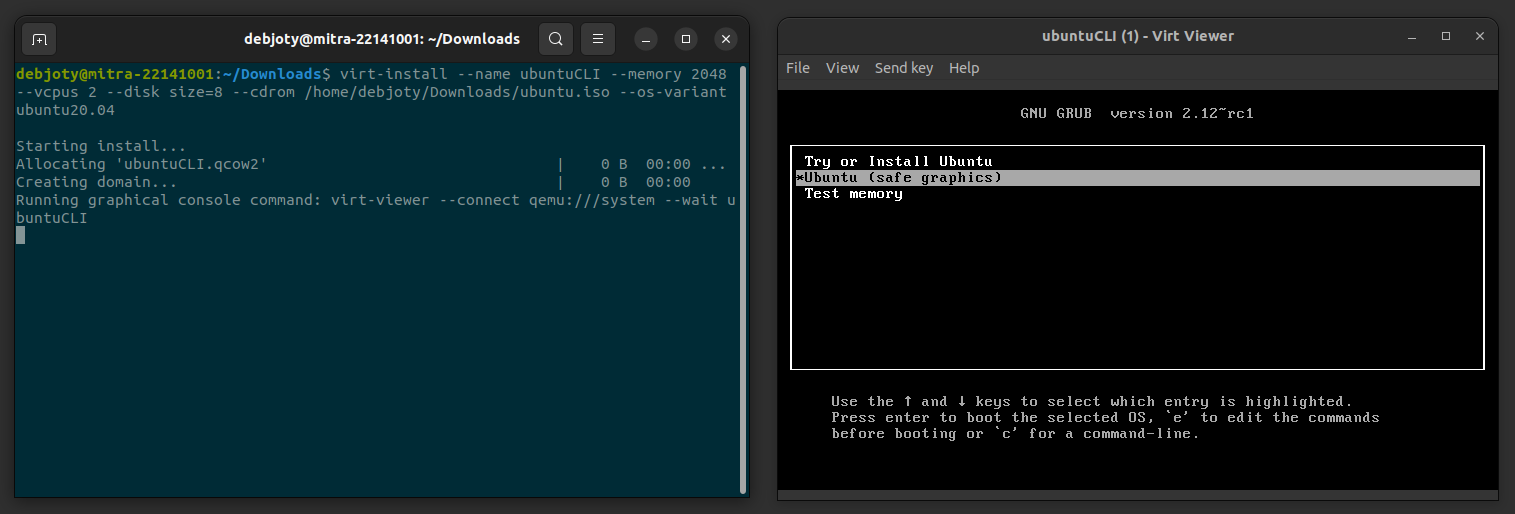 debjoty@mitra-22141001: ~/Downloads
debjoty@mitra-22141001:~/Downloads$ virt-install --name ubuntuCLI --memory 2048
--vcpus 2 --disk size=8 --cdrom /home/debjoty/Downloads/ubuntu.iso --os-variant
ubuntu20.04
Starting install...
Allocating 'ubuntuCLI.qcow2' | 0 B 00:00 ...
Creating domain... | 0 B 00:00
Running graphical console command: virt-viewer --connect qemu:///system --wait u
buntuCLI
ubuntuCLI (1) - Virt Viewer
File View Send key Help
GNU GRUB version 2.12~rc1
Try or Install Ubuntu
*Ubuntu (safe graphics)
Test memory
Use the ↑ and ↓ keys to select which entry is highlighted.
Press enter to boot the selected OS, `e' to edit the commands
before booting or `c' for a command-line.